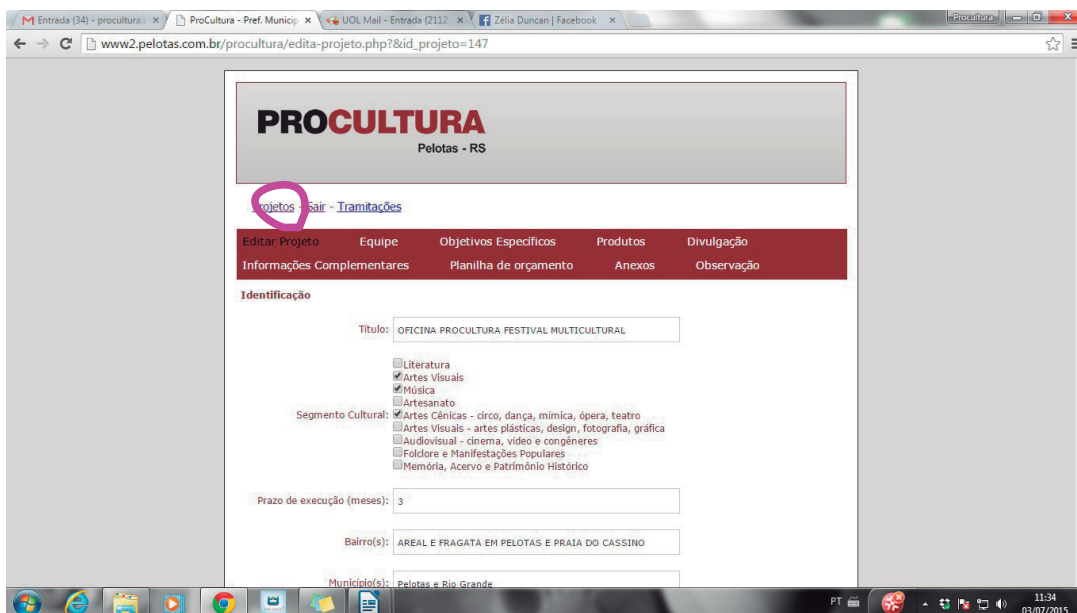 Entrada (34) - procultura.
ProCultura - Pref. Municip
UOL Mail - Entrada (2112
Zélia Duncan | Facebook
Procultura
www2.pelotas.com.br/procultura/edita-projeto.php?&id_projeto=147
PROCULTURA
Pelotas - RS
Projetos - Sair - Tramitações
Editar Projeto Equipe Objetivos Específicos Produtos Divulgação
Informações Complementares Planilha de orçamento Anexos Observação
Identificação
Título: OFICINA PROCULTURA FESTIVAL MULTICULTURAL
Segmento Cultural:
Literatura
Artes Visuais
Música
Artesanato
Artes Cênicas - circo, dança, mímica, ópera, teatro
Artes Visuais - artes plásticas, design, fotografia, gráfica
Audiovisual - cinema, vídeo e congêneres
Folclore e Manifestações Populares
Memória, Acervo e Patrimônio Histórico
Prazo de execução (meses): 3
Bairro(s): AREAL E FRAGATA EM PELOTAS E PRAIA DO CASSINO
Município(s): Pelotas e Rio Grande
PT
11:34
03/07/2015